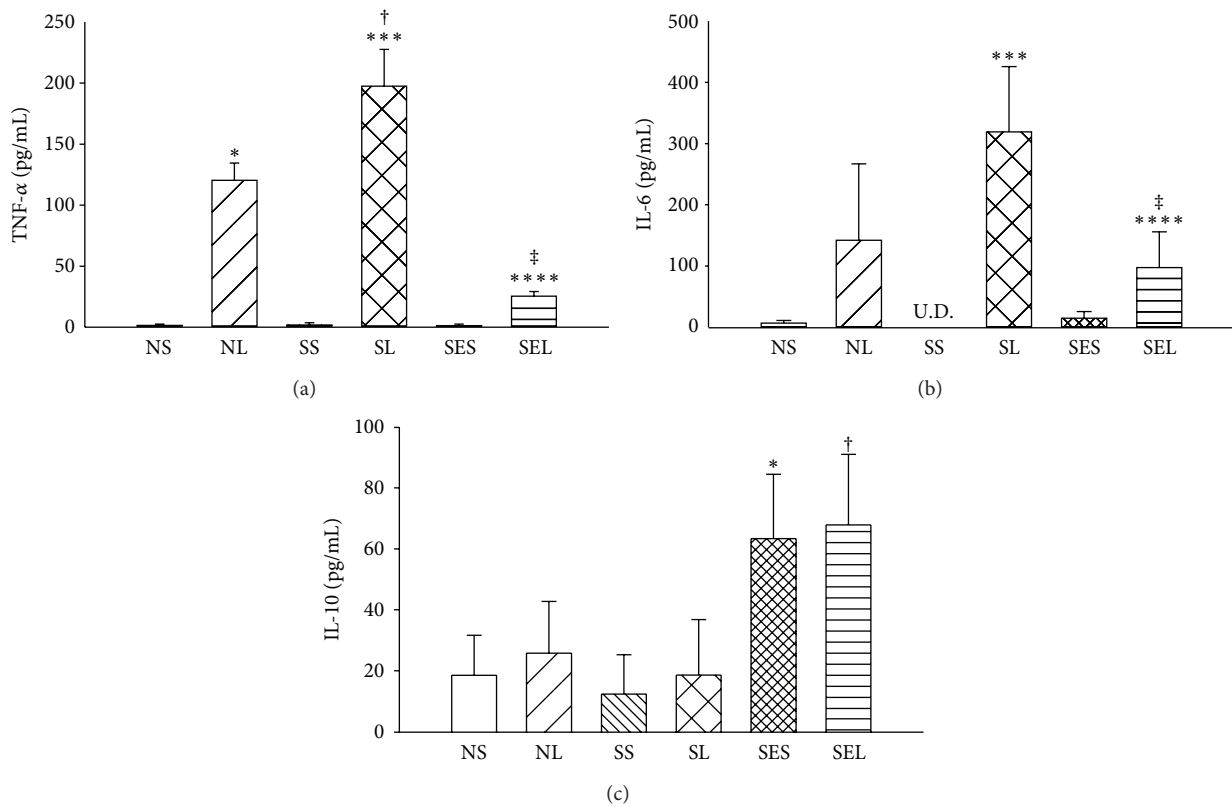 250
200
150
100
50
0
TNF-α (pg/mL)
*
†
***
‡
****
NS NL SS SL SES SEL
(a)
500
400
300
200
100
0
IL-6 (pg/mL)
U.D.
***
‡
****
NS NL SS SL SES SEL
(b)
100
80
60
40
20
0
IL-10 (pg/mL)
*
†
NS NL SS SL SES SEL
(c)